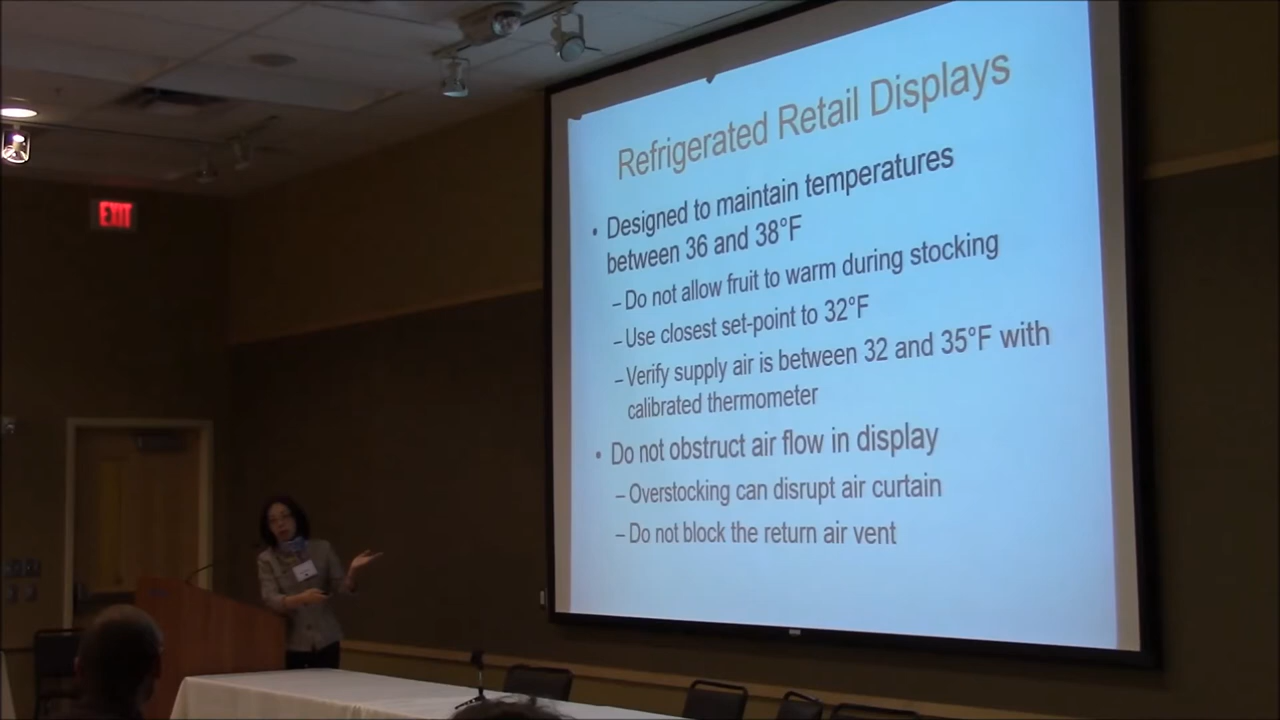 EXIT
Refrigerated Retail Displays
• Designed to maintain temperatures
between 36 and 38°F
– Do not allow fruit to warm during stocking
– Use closest set-point to 32°F
– Verify supply air is between 32 and 35°F with
calibrated thermometer
• Do not obstruct air flow in display
– Overstocking can disrupt air curtain
– Do not block the return air vent